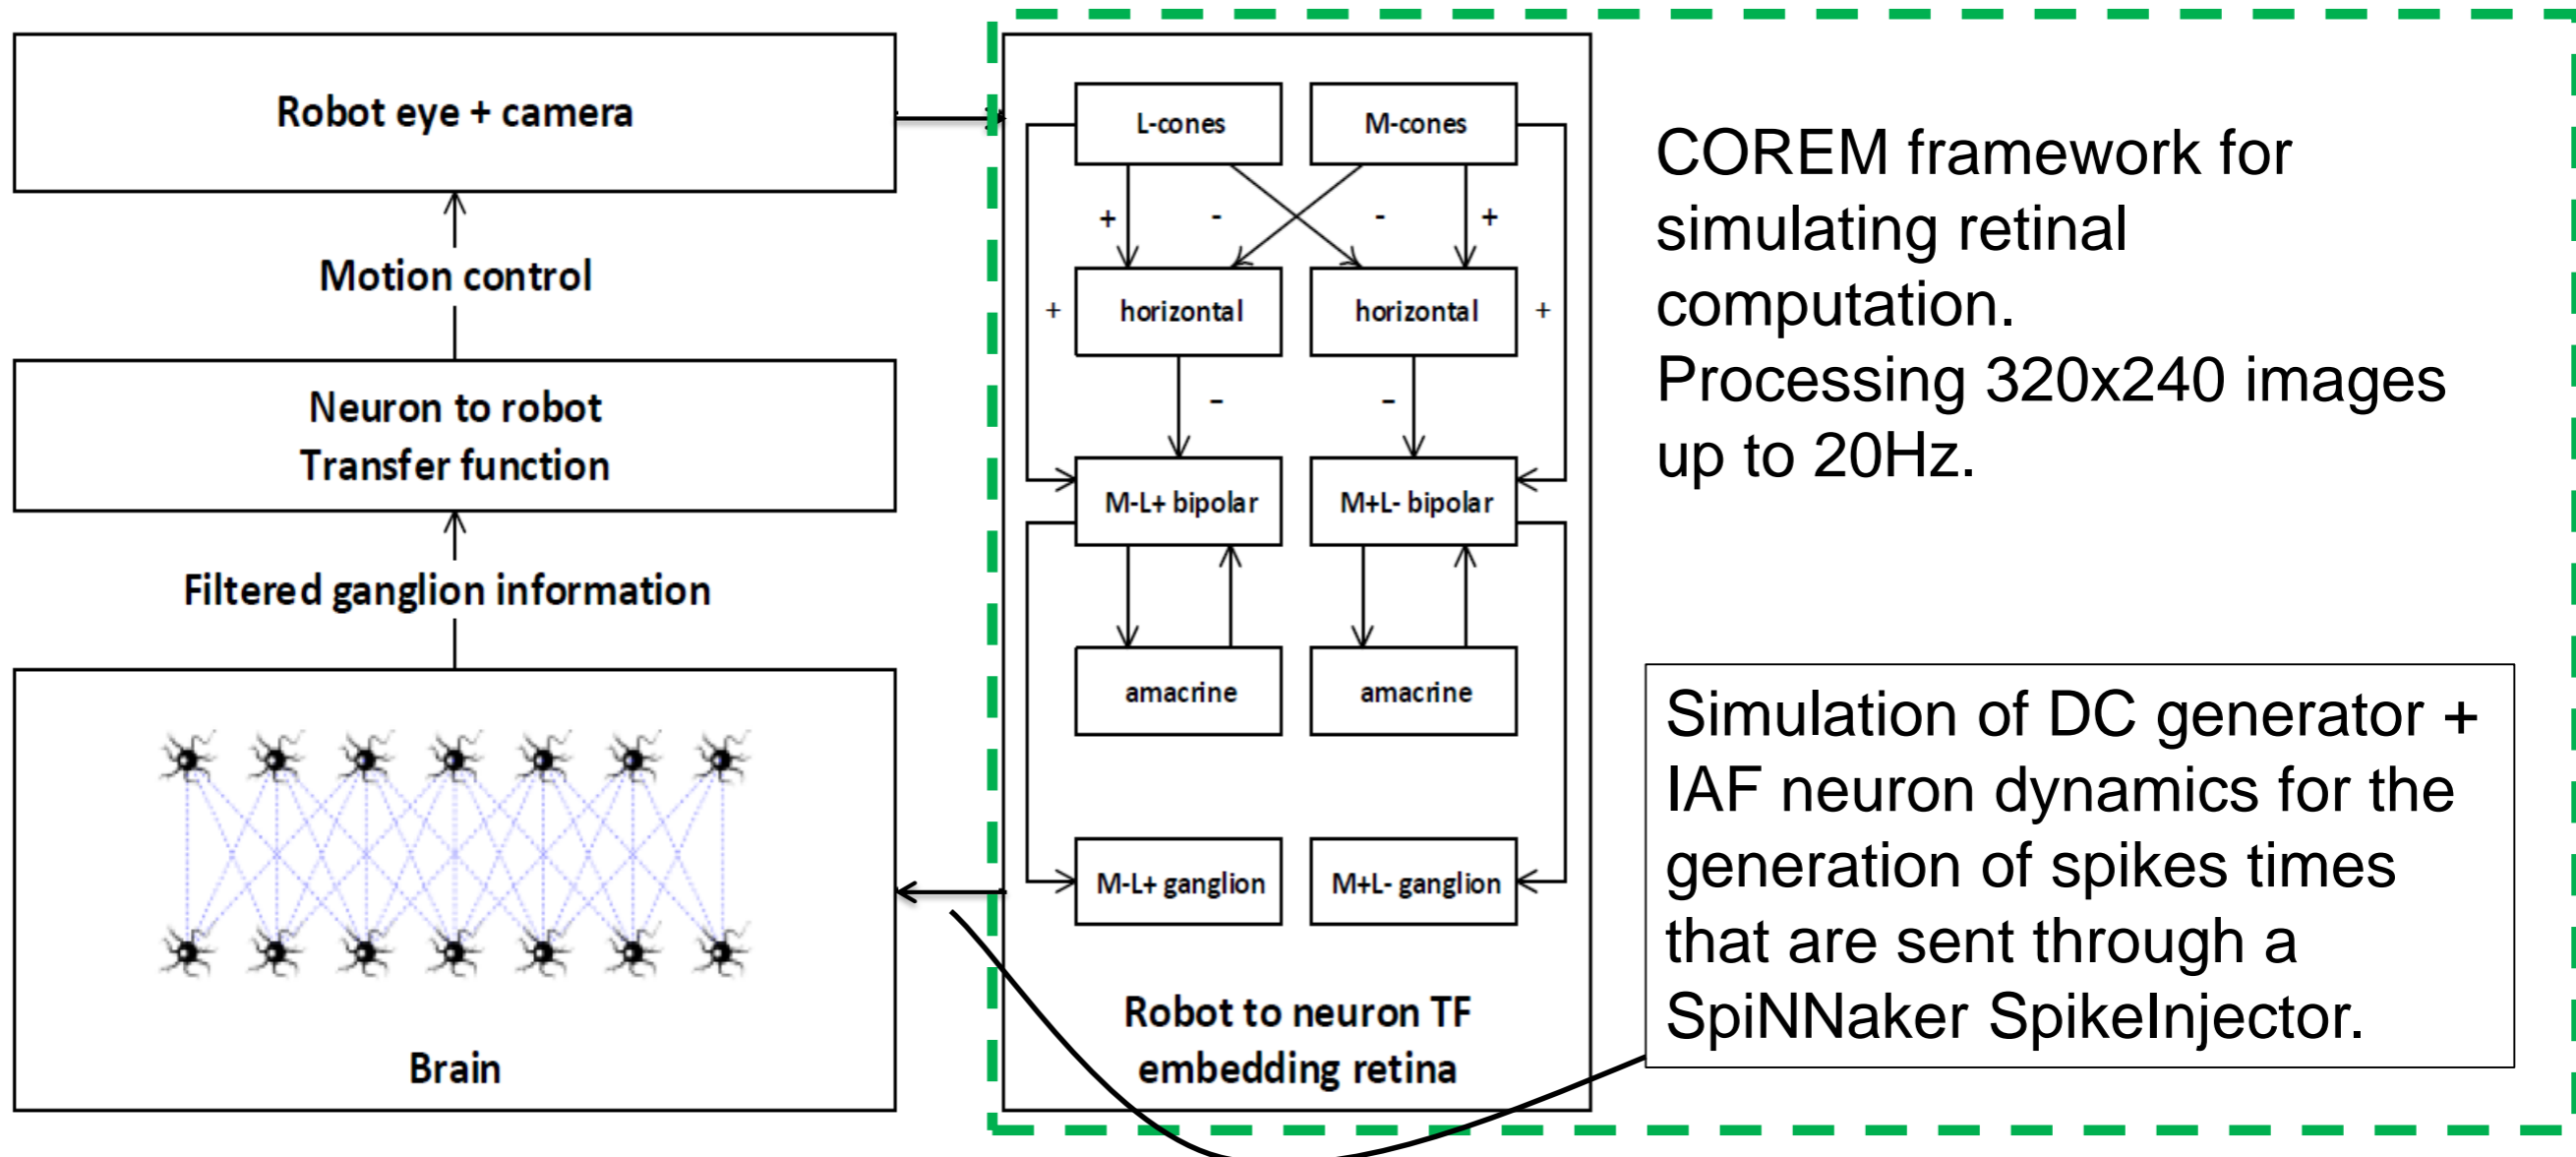 Robot eye + camera
Motion control
Neuron to robot
Transfer function
Filtered ganglion information
Brain
L-cones
M-cones
+
-
-
+
+
horizontal
horizontal
+
-
-
M-L+ bipolar
M+L- bipolar
amacrine
amacrine
M-L+ ganglion
M+L- ganglion
Robot to neuron TF
embedding retina
COREM framework for
simulating retinal
computation.
Processing 320x240 images
up to 20Hz.
Simulation of DC generator +
IAF neuron dynamics for the
generation of spikes times
that are sent through a
SpiNNaker SpikeInjector.